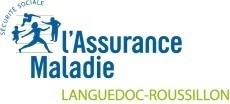 SÉCURITÉ SOCIALE
l'Assurance
Maladie
LANGUEDOC-ROUSSILLON